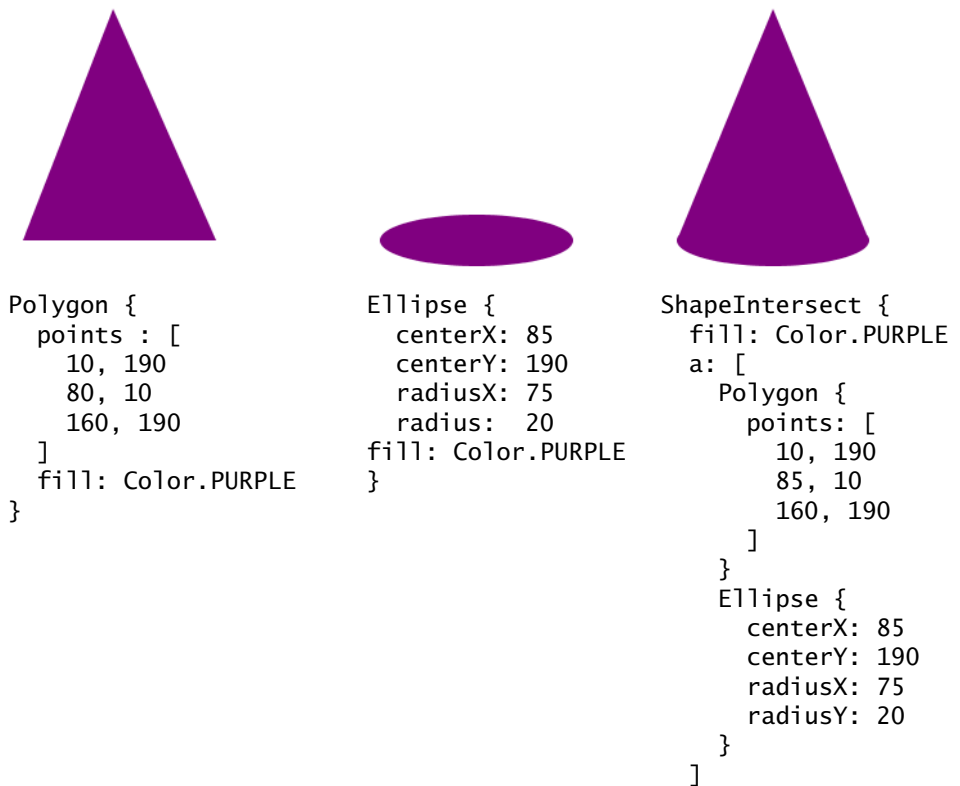 Polygon {
  points : [
    10, 190
    80, 10
    160, 190
  ]
  fill: Color.PURPLE
}
Ellipse {
  centerX: 85
  centerY: 190
  radiusX: 75
  radius:  20
fill: Color.PURPLE
}
ShapeIntersect {
  fill: Color.PURPLE
  a: [
    Polygon {
      points: [
        10, 190
        85, 10
        160, 190
      ]
    }
    Ellipse {
      centerX: 85
      centerY: 190
      radiusX: 75
      radiusY: 20
    }
  ]